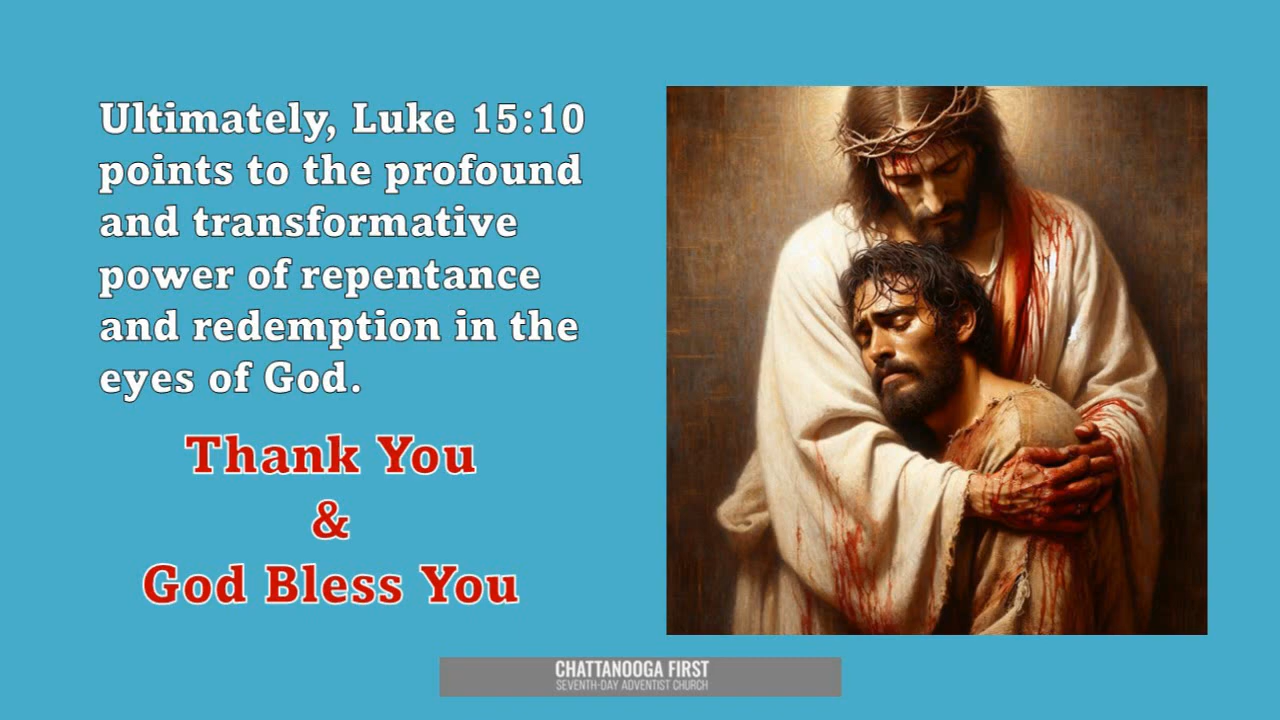 Ultimately, Luke 15:10
points to the profound
and transformative
power of repentance
and redemption in the
eyes of God.
Thank You
&
God Bless You
CHATTANOOGA FIRST
SEVENTH-DAY ADVENTIST CHURCH